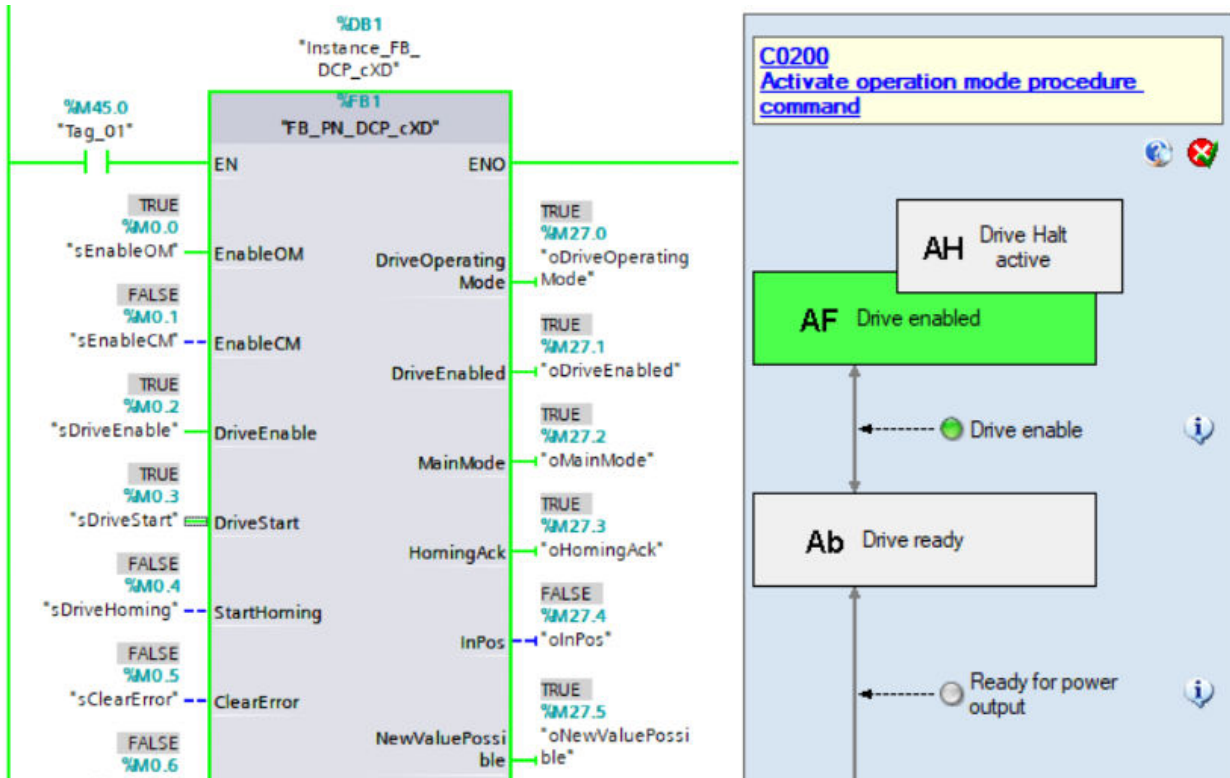 %DB1
"Instance_FB_
DCP_cXD"
%FB1
"FB_PN_DCP_cXD"
%M45.0
"Tag_01"
EN
ENO
TRUE
%M0.0
"sEnableOM"
EnableOM
FALSE
%M0.1
"sEnableCM"
EnableCM
TRUE
%M0.2
"sDriveEnable"
DriveEnable
TRUE
%M0.3
"sDriveStart"
DriveStart
FALSE
%M0.4
"sDriveHoming"
StartHoming
FALSE
%M0.5
"sClearError"
ClearError
FALSE
%M0.6
DriveOperating
Mode
TRUE
%M27.0
"oDriveOperating
Mode"
DriveEnabled
TRUE
%M27.1
"oDriveEnabled"
MainMode
TRUE
%M27.2
"oMainMode"
HomingAck
TRUE
%M27.3
"oHomingAck"
InPos
FALSE
%M27.4
"oInPos"
NewValuePossi
ble
TRUE
%M27.5
"oNewValuePossi
ble"
C0200
Activate operation mode procedure
command
AH Drive Halt
active
AF Drive enabled
Drive enable
Ab Drive ready
Ready for power
output